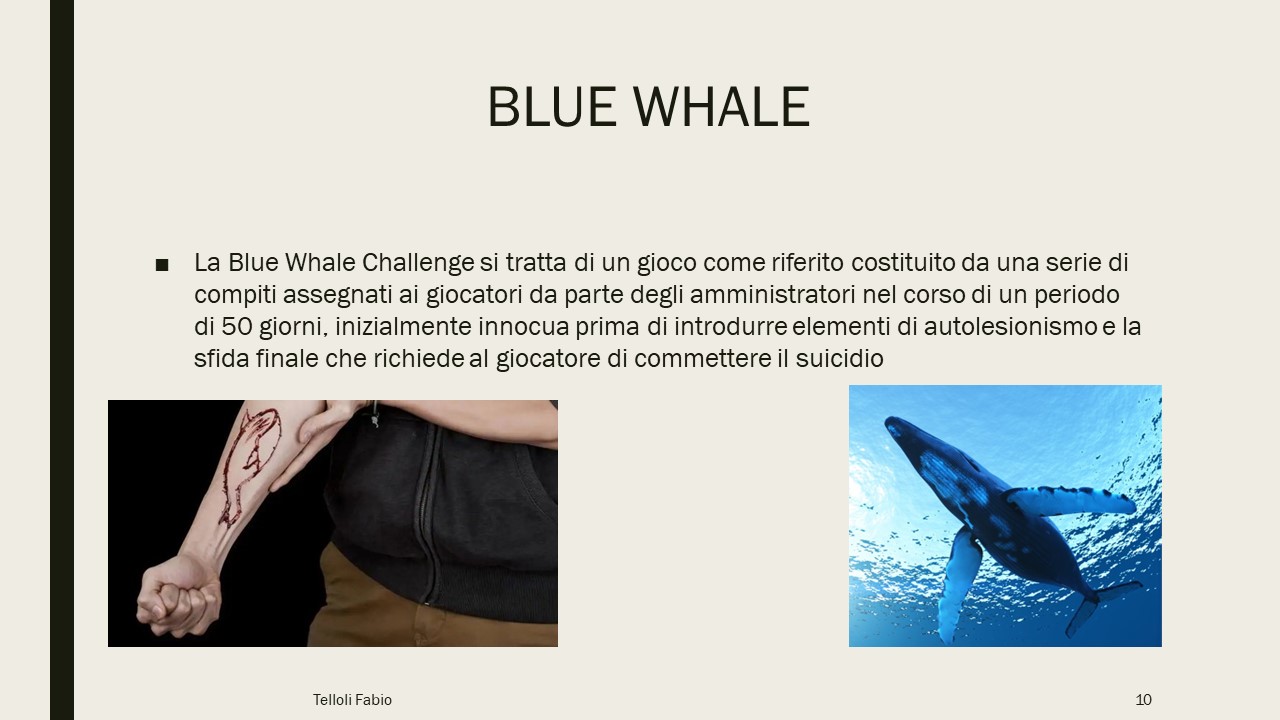 BLUE WHALE
■ La Blue Whale Challenge si tratta di un gioco come riferito costituito da una serie di
compiti assegnati ai giocatori da parte degli amministratori nel corso di un periodo
di 50 giorni, inizialmente innocua prima di introdurre elementi di autolesionismo e la
sfida finale che richiede al giocatore di commettere il suicidio
Telloli Fabio
10